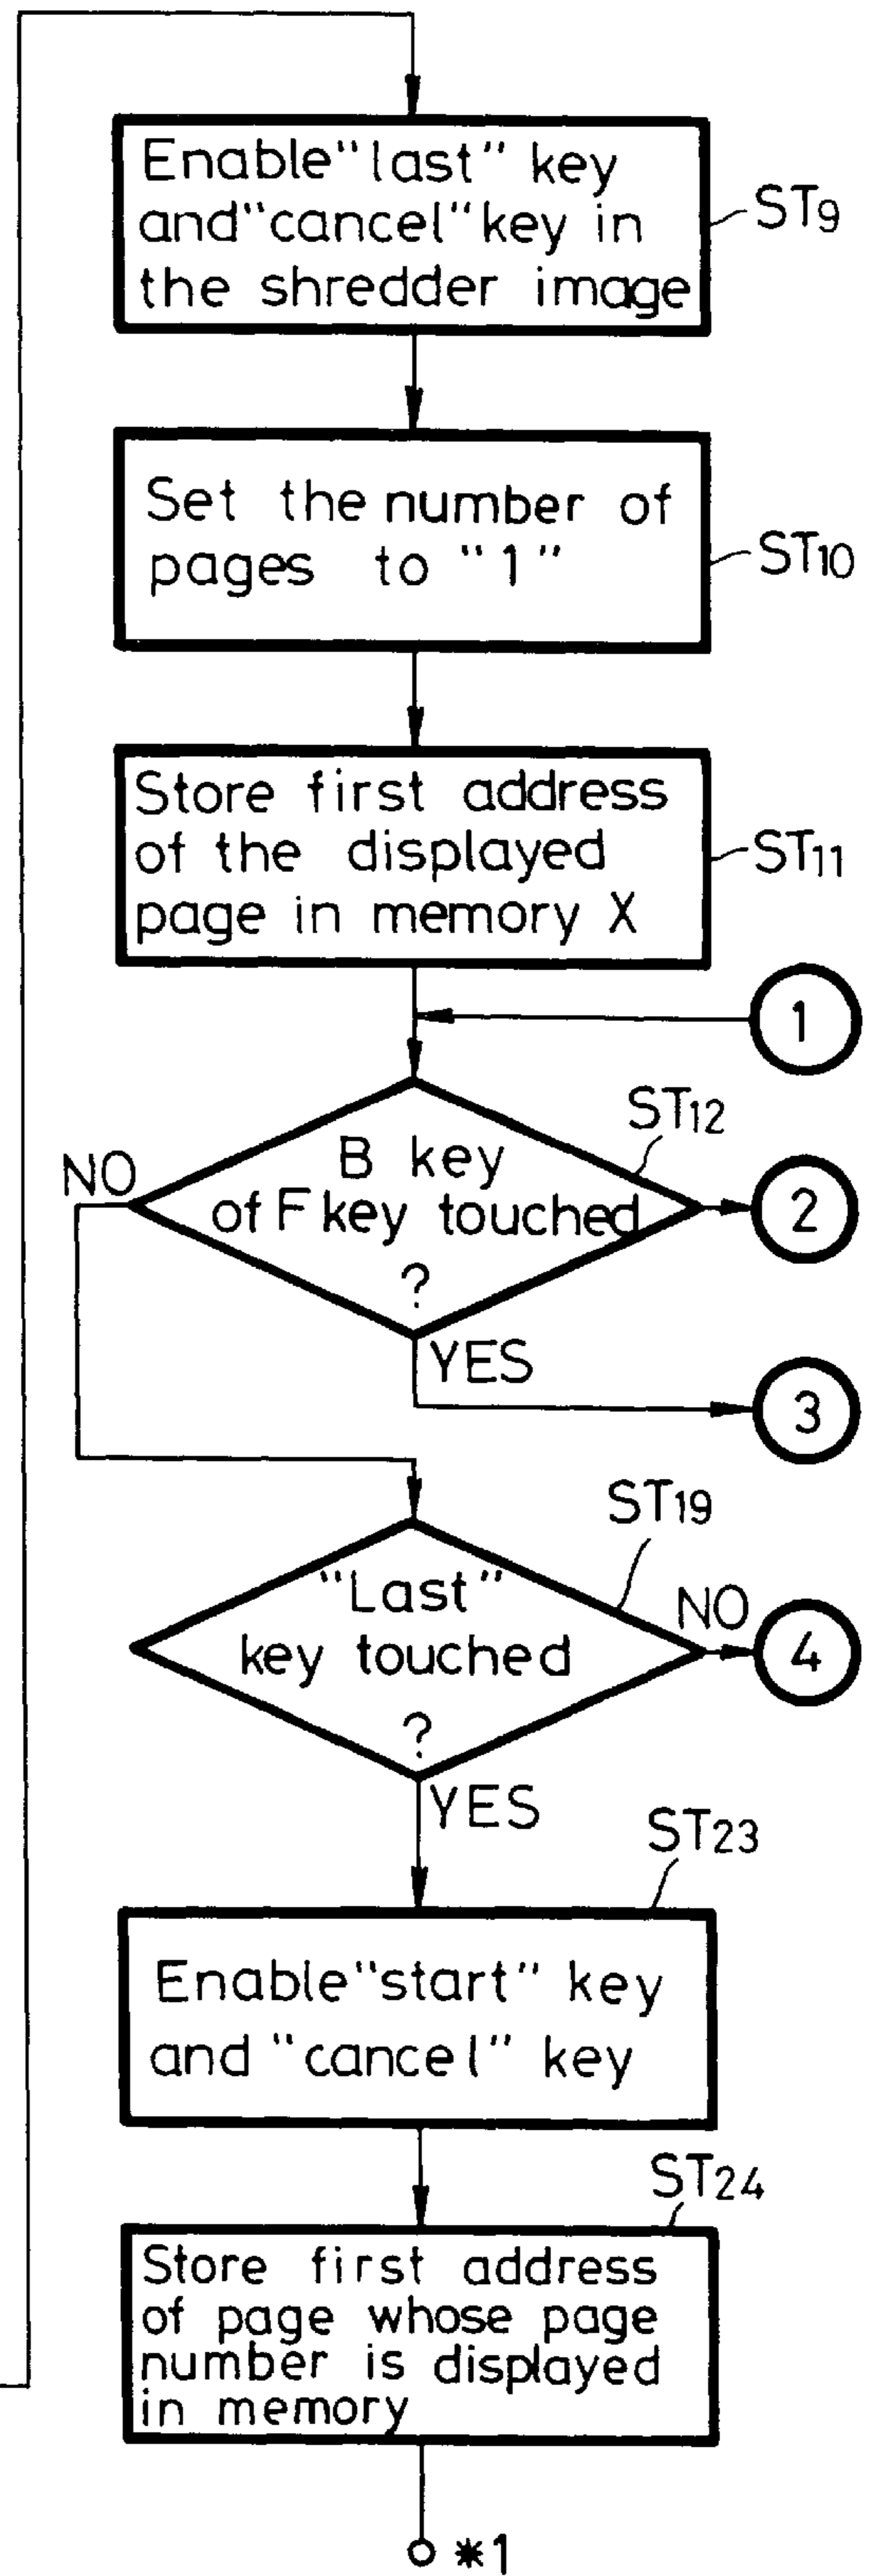 Enable "last" key
and "cancel" key in
the shredder image
ST9
Set the number of
pages to "1"
ST10
Store first address
of the displayed
page in memory X
ST11
1
ST12
NO
B key
of F key touched
?
2
YES
3
ST19
"Last"
key touched
?
NO
4
YES
ST23
Enable "start" key
and "cancel" key
ST24
Store first address
of page whose page
number is displayed
in memory
*1